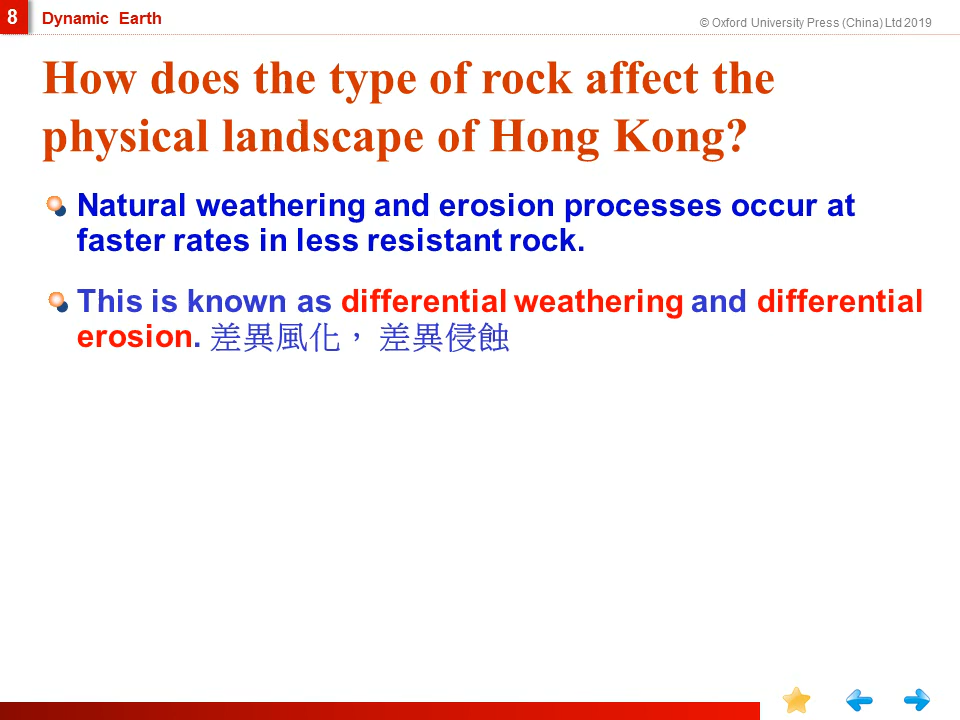 8
Dynamic Earth
© Oxford University Press (China) Ltd 2019
How does the type of rock affect the
physical landscape of Hong Kong?
Natural weathering and erosion processes occur at
faster rates in less resistant rock.
This is known as differential weathering and differential
erosion. 差異風化， 差異侵蝕